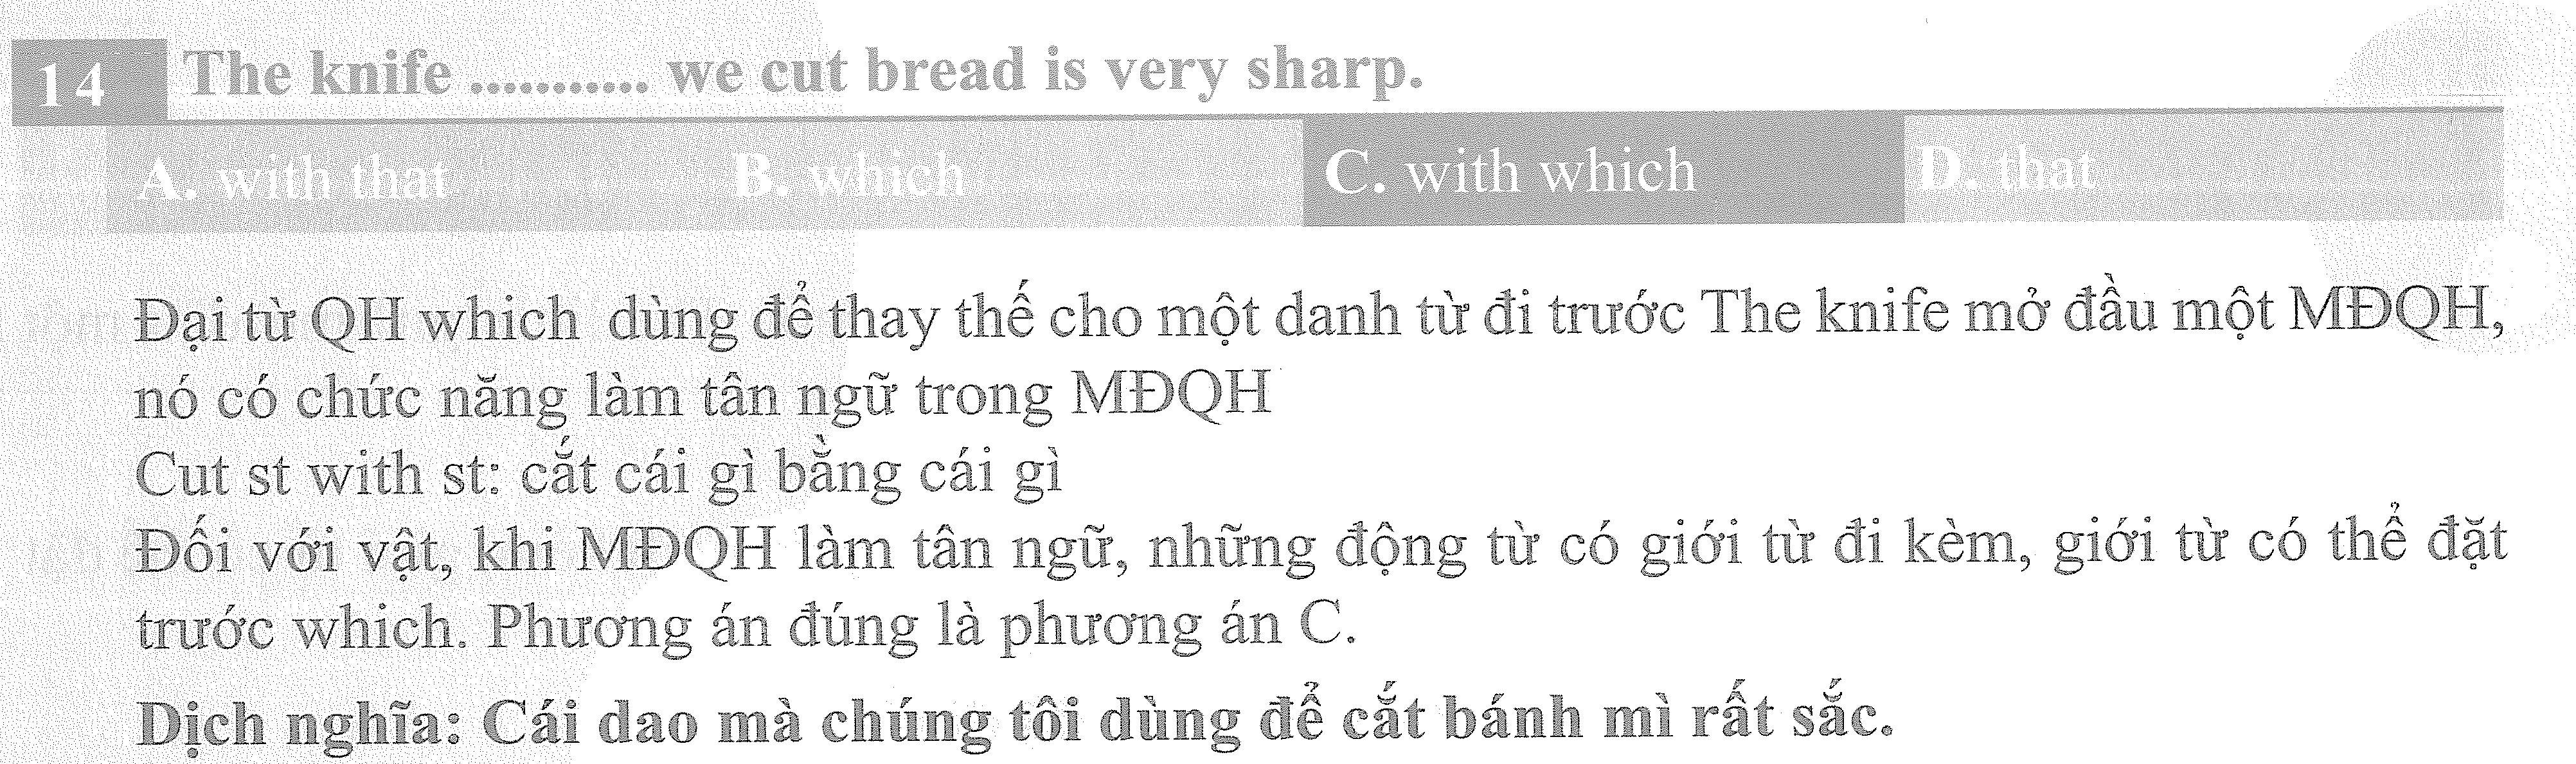 14 The knife ........... we cut bread is very sharp.
A. with that B. which C. with which D. that
Đại từ QH which dùng để thay thế cho một danh từ đi trước The knife mở đầu một MĐQH,
nó có chức năng làm tân ngữ trong MĐQH
Cut st with st: cắt cái gì bằng cái gì
Đối với vật, khi MĐQH làm tân ngữ, những động từ có giới từ đi kèm, giới từ có thể đặt
trước which. Phương án đúng là phương án C.
Dịch nghĩa: Cái dao mà chúng tôi dùng để cắt bánh mì rất sắc.